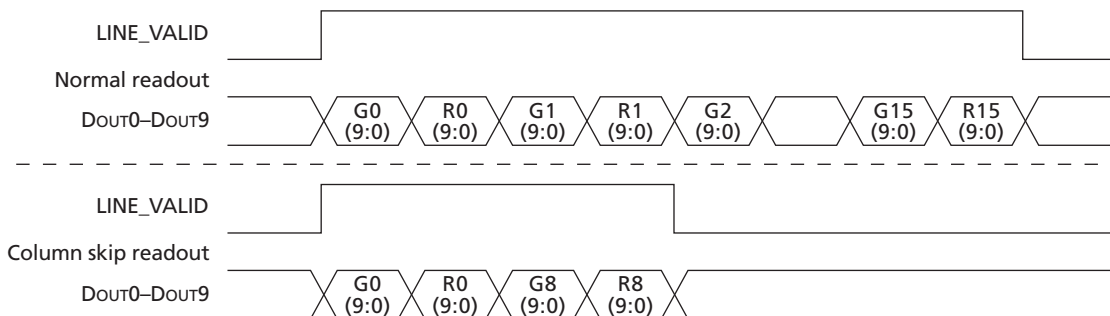 LINE_VALID
Normal readout
DOUT0–DOUT9
G0 (9:0) R0 (9:0) G1 (9:0) R1 (9:0) G2 (9:0) G15 (9:0) R15 (9:0)
LINE_VALID
Column skip readout
DOUT0–DOUT9
G0 (9:0) R0 (9:0) G8 (9:0) R8 (9:0)